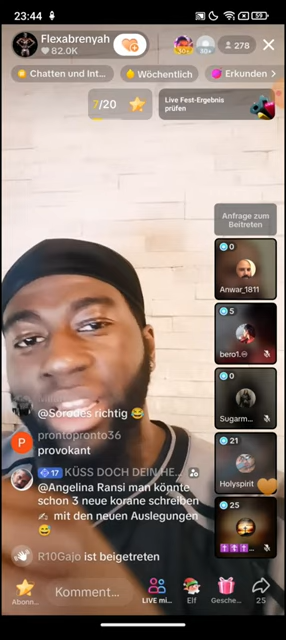 23:44
59
Flexabrenyah
82.0K
30+
278
Chatten und Int...
Wöchentlich
Erkunden
7/20
Live Fest-Ergebnis
prüfen
Anfrage zum
Beitreten
0
Anwar_1811
5
bero1.
0
Sugarm...
@Sorodes richtig 😂
21
Holyspirit
P
prontopronto36
provokant
17 KÜSS DOCH DEIN HE...
@Angelina Ransi man könnte
schon 3 neue korane schreiben
✍ mit den neuen Auslegungen
😅
25
R10Gajo ist beigetreten
Komment...
Abonn...
LIVE mi...
Elf
Gesche...
25